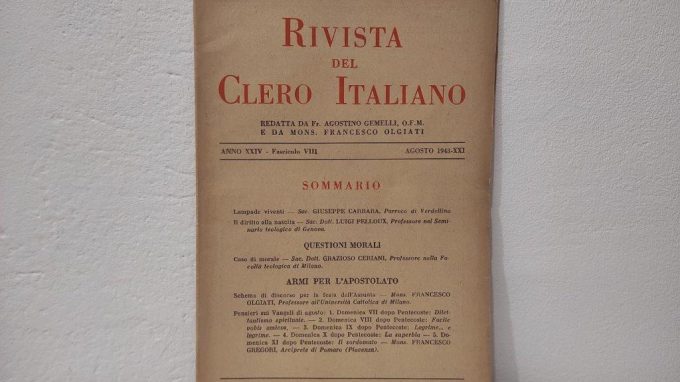 RIVISTA
DEL
CLERO ITALIANO
REDATTA DA Fr. AGOSTINO GEMELLI, O.F.M.
E DA MONS. FRANCESCO OLGIATI
ANNO XXIV - Fascicolo VIII AGOSTO 1943-XXI
SOMMARIO
Lampade viventi — Sac. GIUSEPPE CARRARA, Parroco di Verdellino
Il diritto alla nascita — Sac. Dott. LUIGI PELLOUX, Professore nel Semi-
nario teologico di Genova.
QUESTIONI MORALI
Caso di morale — Sac. Dott. GRAZIOSO CERIANI, Professore nella Fa-
coltà teologica di Milano.
ARMI PER L'APOSTOLATO
Schema di discorso per la festa dell'Assunta — Mons. FRANCESCO
OLGIATI, Professore all'Università Cattolica di Milano.
Pensieri sui Vangeli di agosto: 1. Domenica VII dopo Pentecoste: Dilet-
tantismo spirituale. — 2. Domenica VIII dopo Pentecoste: Facite
vobis amicos. — 3. Domenica IX dopo Pentecoste: Lagrime... e
lagrime. — 4. Domenica X dopo Pentecoste: La superbia — 5. Do-
menica XI dopo Pentecoste: Il sordomuto — Mons. FRANCESCO
GREGORI, Arciprete di Pomaro (Piacenza).